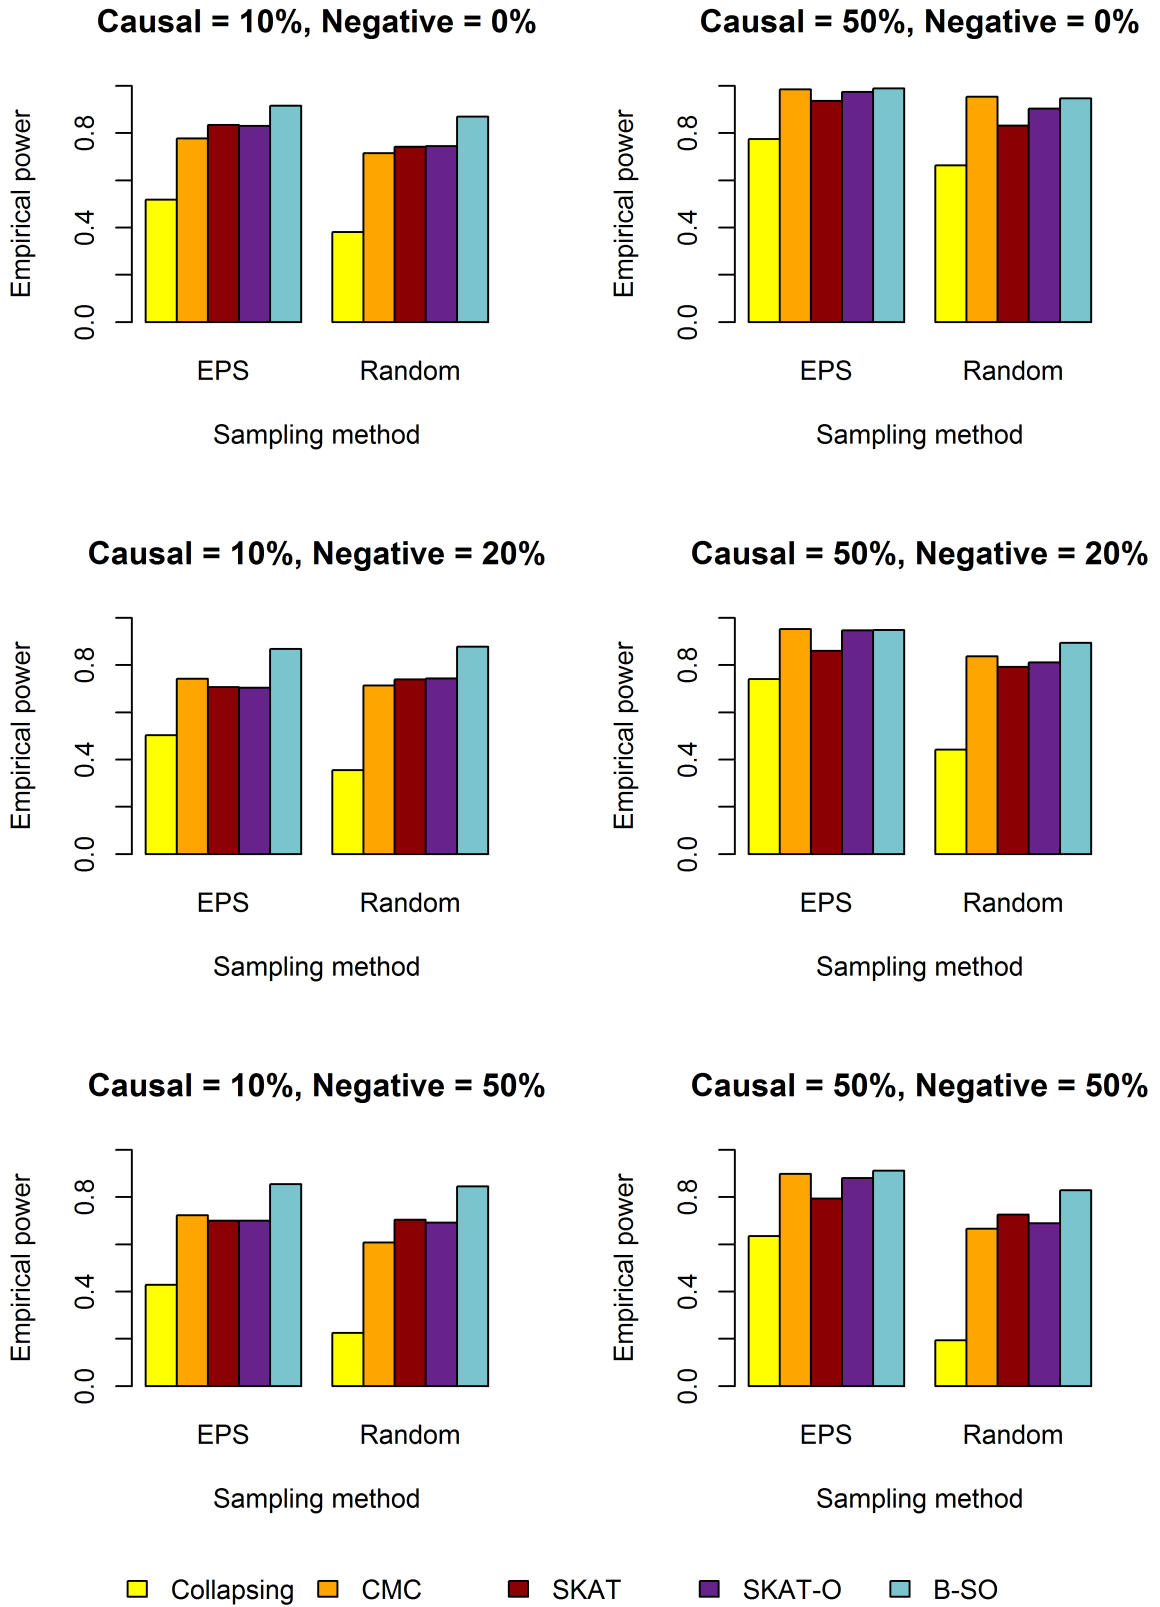 Causal = 10%, Negative = 0%
Empirical power
0.0 0.4 0.8
EPS Random
Sampling method
Causal = 50%, Negative = 0%
Empirical power
0.0 0.4 0.8
EPS Random
Sampling method
Causal = 10%, Negative = 20%
Empirical power
0.0 0.4 0.8
EPS Random
Sampling method
Causal = 50%, Negative = 20%
Empirical power
0.0 0.4 0.8
EPS Random
Sampling method
Causal = 10%, Negative = 50%
Empirical power
0.0 0.4 0.8
EPS Random
Sampling method
Causal = 50%, Negative = 50%
Empirical power
0.0 0.4 0.8
EPS Random
Sampling method
Collapsing CMC SKAT SKAT-O B-SO